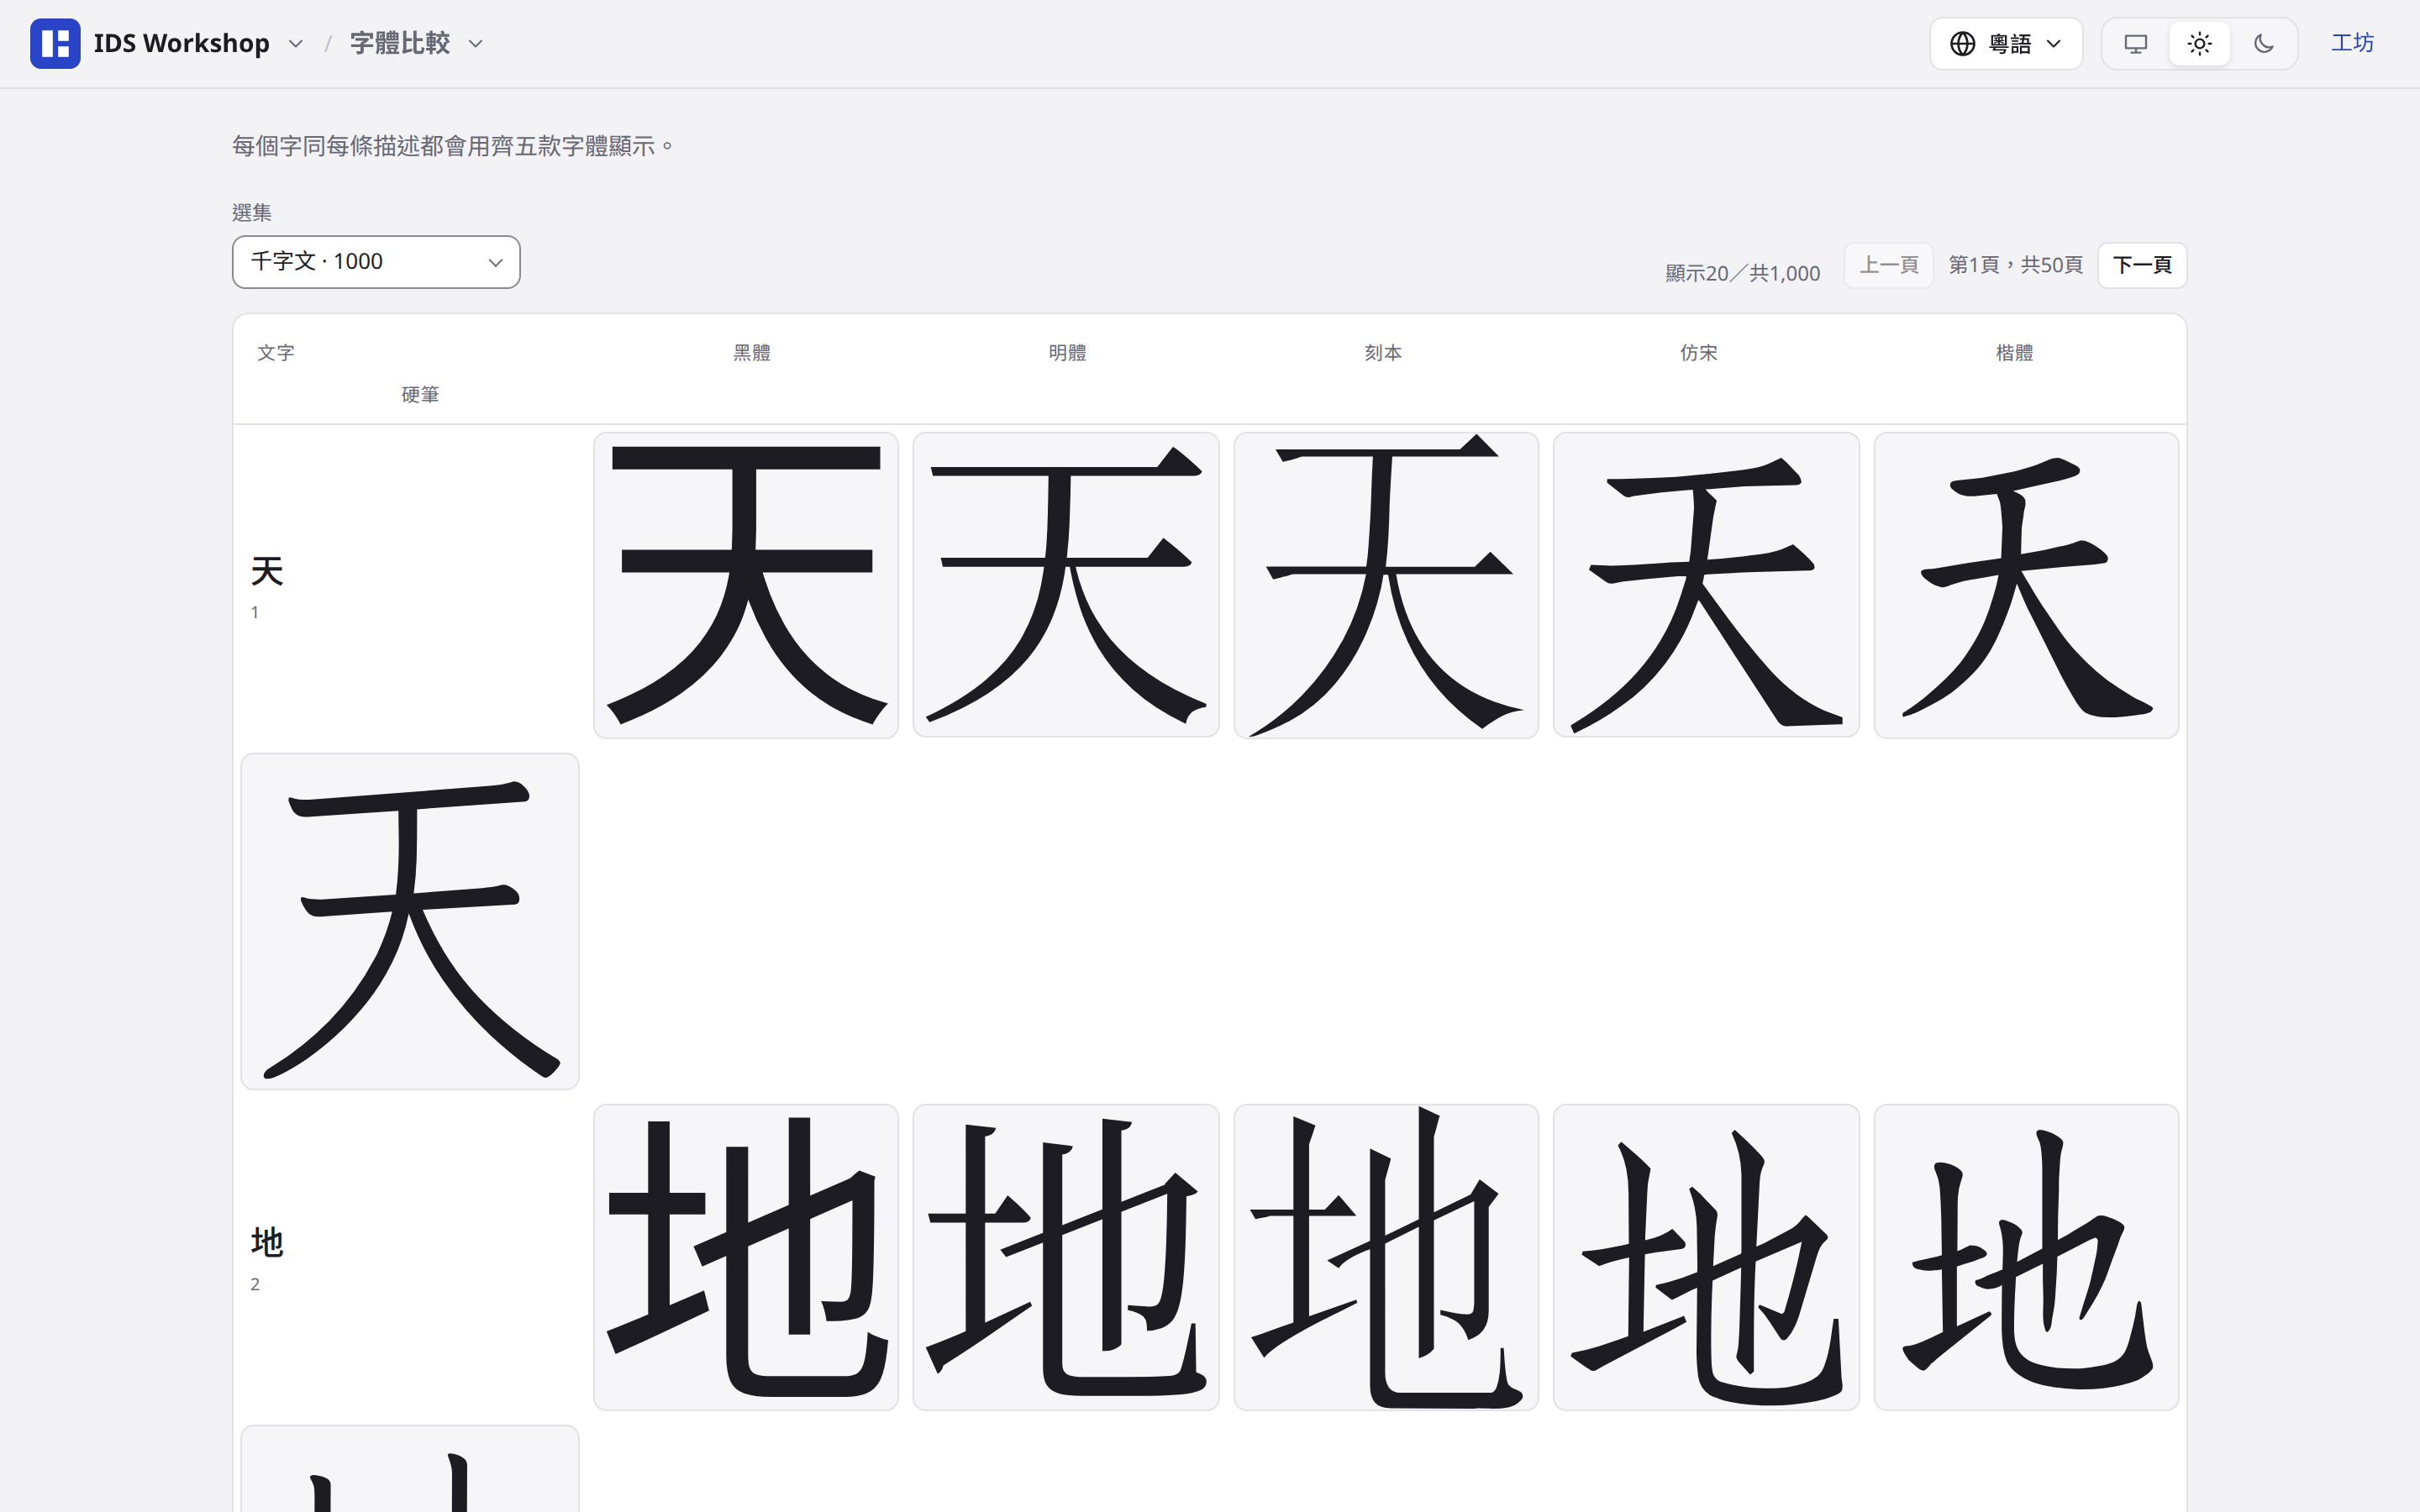 IDS Workshop / 字體比較
粵語
工坊
每個字同每條描述都會用齊五款字體顯示。
選集
千字文 · 1000
顯示20／共1,000
上一頁
第1頁，共50頁
下一頁
文字 黑體 明體 刻本 仿宋 楷體
硬筆
天 天 天 天 天 天
1
天
地 地 地 地 地 地
2